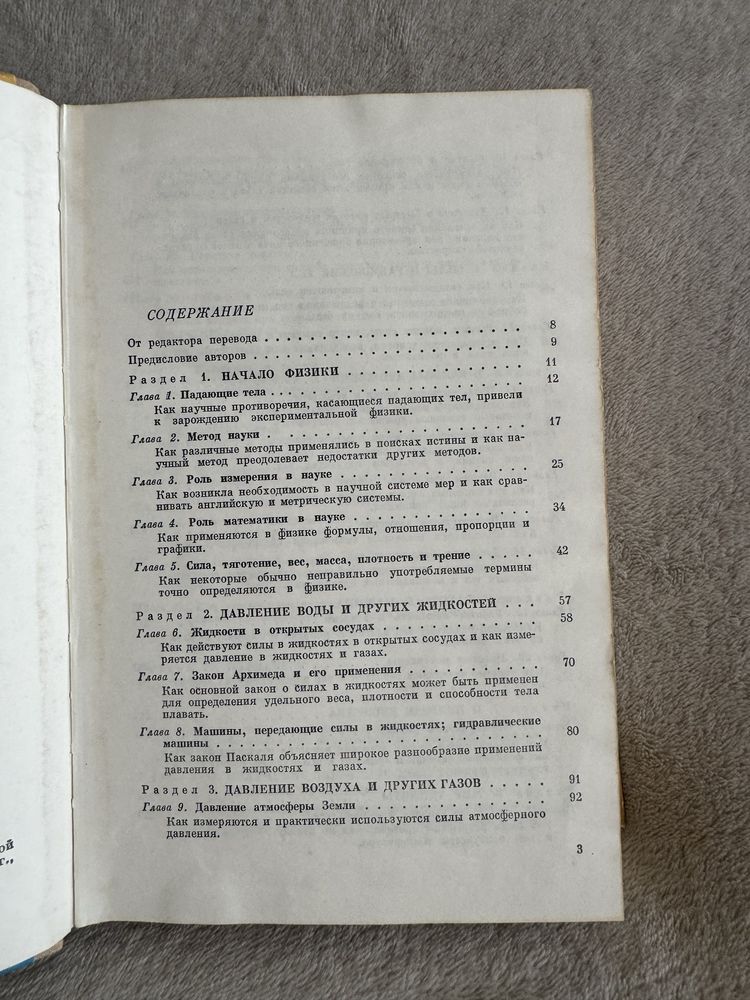 СОДЕРЖАНИЕ
От редактора перевода . . . . . . . . . . . . . . . . . . . . . . 8
Предисловие авторов . . . . . . . . . . . . . . . . . . . . . . . 9
Раздел 1. НАЧАЛО ФИЗИКИ . . . . . . . . . . . . . . . 11
Глава 1. Падающие тела . . . . . . . . . . . . . . . . . . . . . 12
Как научные противоречия, касающиеся падающих тел, привели
к зарождению экспериментальной физики.
Глава 2. Метод науки . . . . . . . . . . . . . . . . . . . . . 17
Как различные методы применялись в поисках истины и как на-
учный метод преодолевает недостатки других методов.
Глава 3. Роль измерения в науке . . . . . . . . . . . . . . . . 25
Как возникла необходимость в научной системе мер и как срав-
нивать английскую и метрическую системы.
Глава 4. Роль математики в науке . . . . . . . . . . . . . . . 34
Как применяются в физике формулы, отношения, пропорции и
графики.
Глава 5. Сила, тяготение, вес, масса, плотность и трение . . . . . 42
Как некоторые обычно неправильно употребляемые термины
точно определяются в физике.
Раздел 2. ДАВЛЕНИЕ ВОДЫ И ДРУГИХ ЖИДКОСТЕЙ . . . 57
Глава 6. Жидкости в открытых сосудах . . . . . . . . . . . . . 58
Как действуют силы в жидкостях в открытых сосудах и как изме-
ряется давление в жидкостях и газах.
Глава 7. Закон Архимеда и его применения . . . . . . . . . . . 70
Как основной закон о силах в жидкостях может быть применен
для определения удельного веса, плотности и способности тела
плавать.
Глава 8. Машины, передающие силы в жидкостях; гидравлические
машины . . . . . . . . . . . . . . . . . . . . . . . . . . . 80
Как закон Паскаля объясняет широкое разнообразие применений
давления в жидкостях и газах.
Раздел 3. ДАВЛЕНИЕ ВОЗДУХА И ДРУГИХ ГАЗОВ . . . . . 91
Глава 9. Давление атмосферы Земли . . . . . . . . . . . . . . . 92
Как измеряются и практически используются силы атмосферного
давления.
3